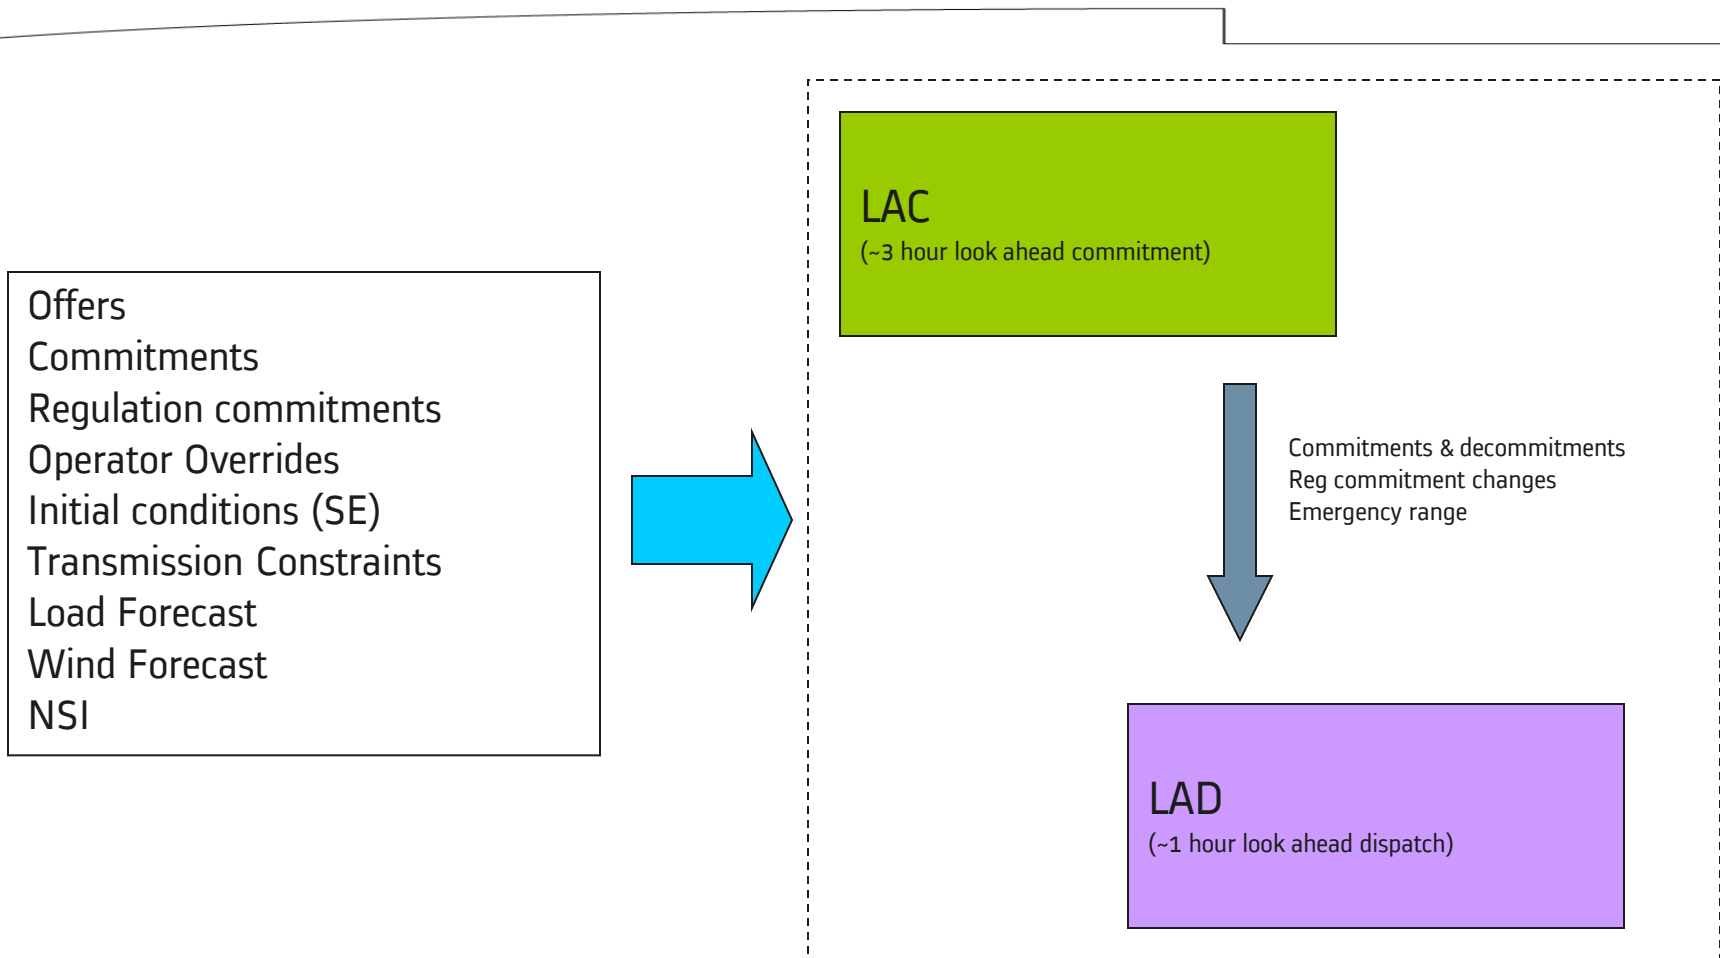 LAC
(~3 hour look ahead commitment)
Offers
Commitments
Regulation commitments
Operator Overrides
Initial conditions (SE)
Transmission Constraints
Load Forecast
Wind Forecast
NSI
Commitments & decommitments
Reg commitment changes
Emergency range
LAD
(~1 hour look ahead dispatch)